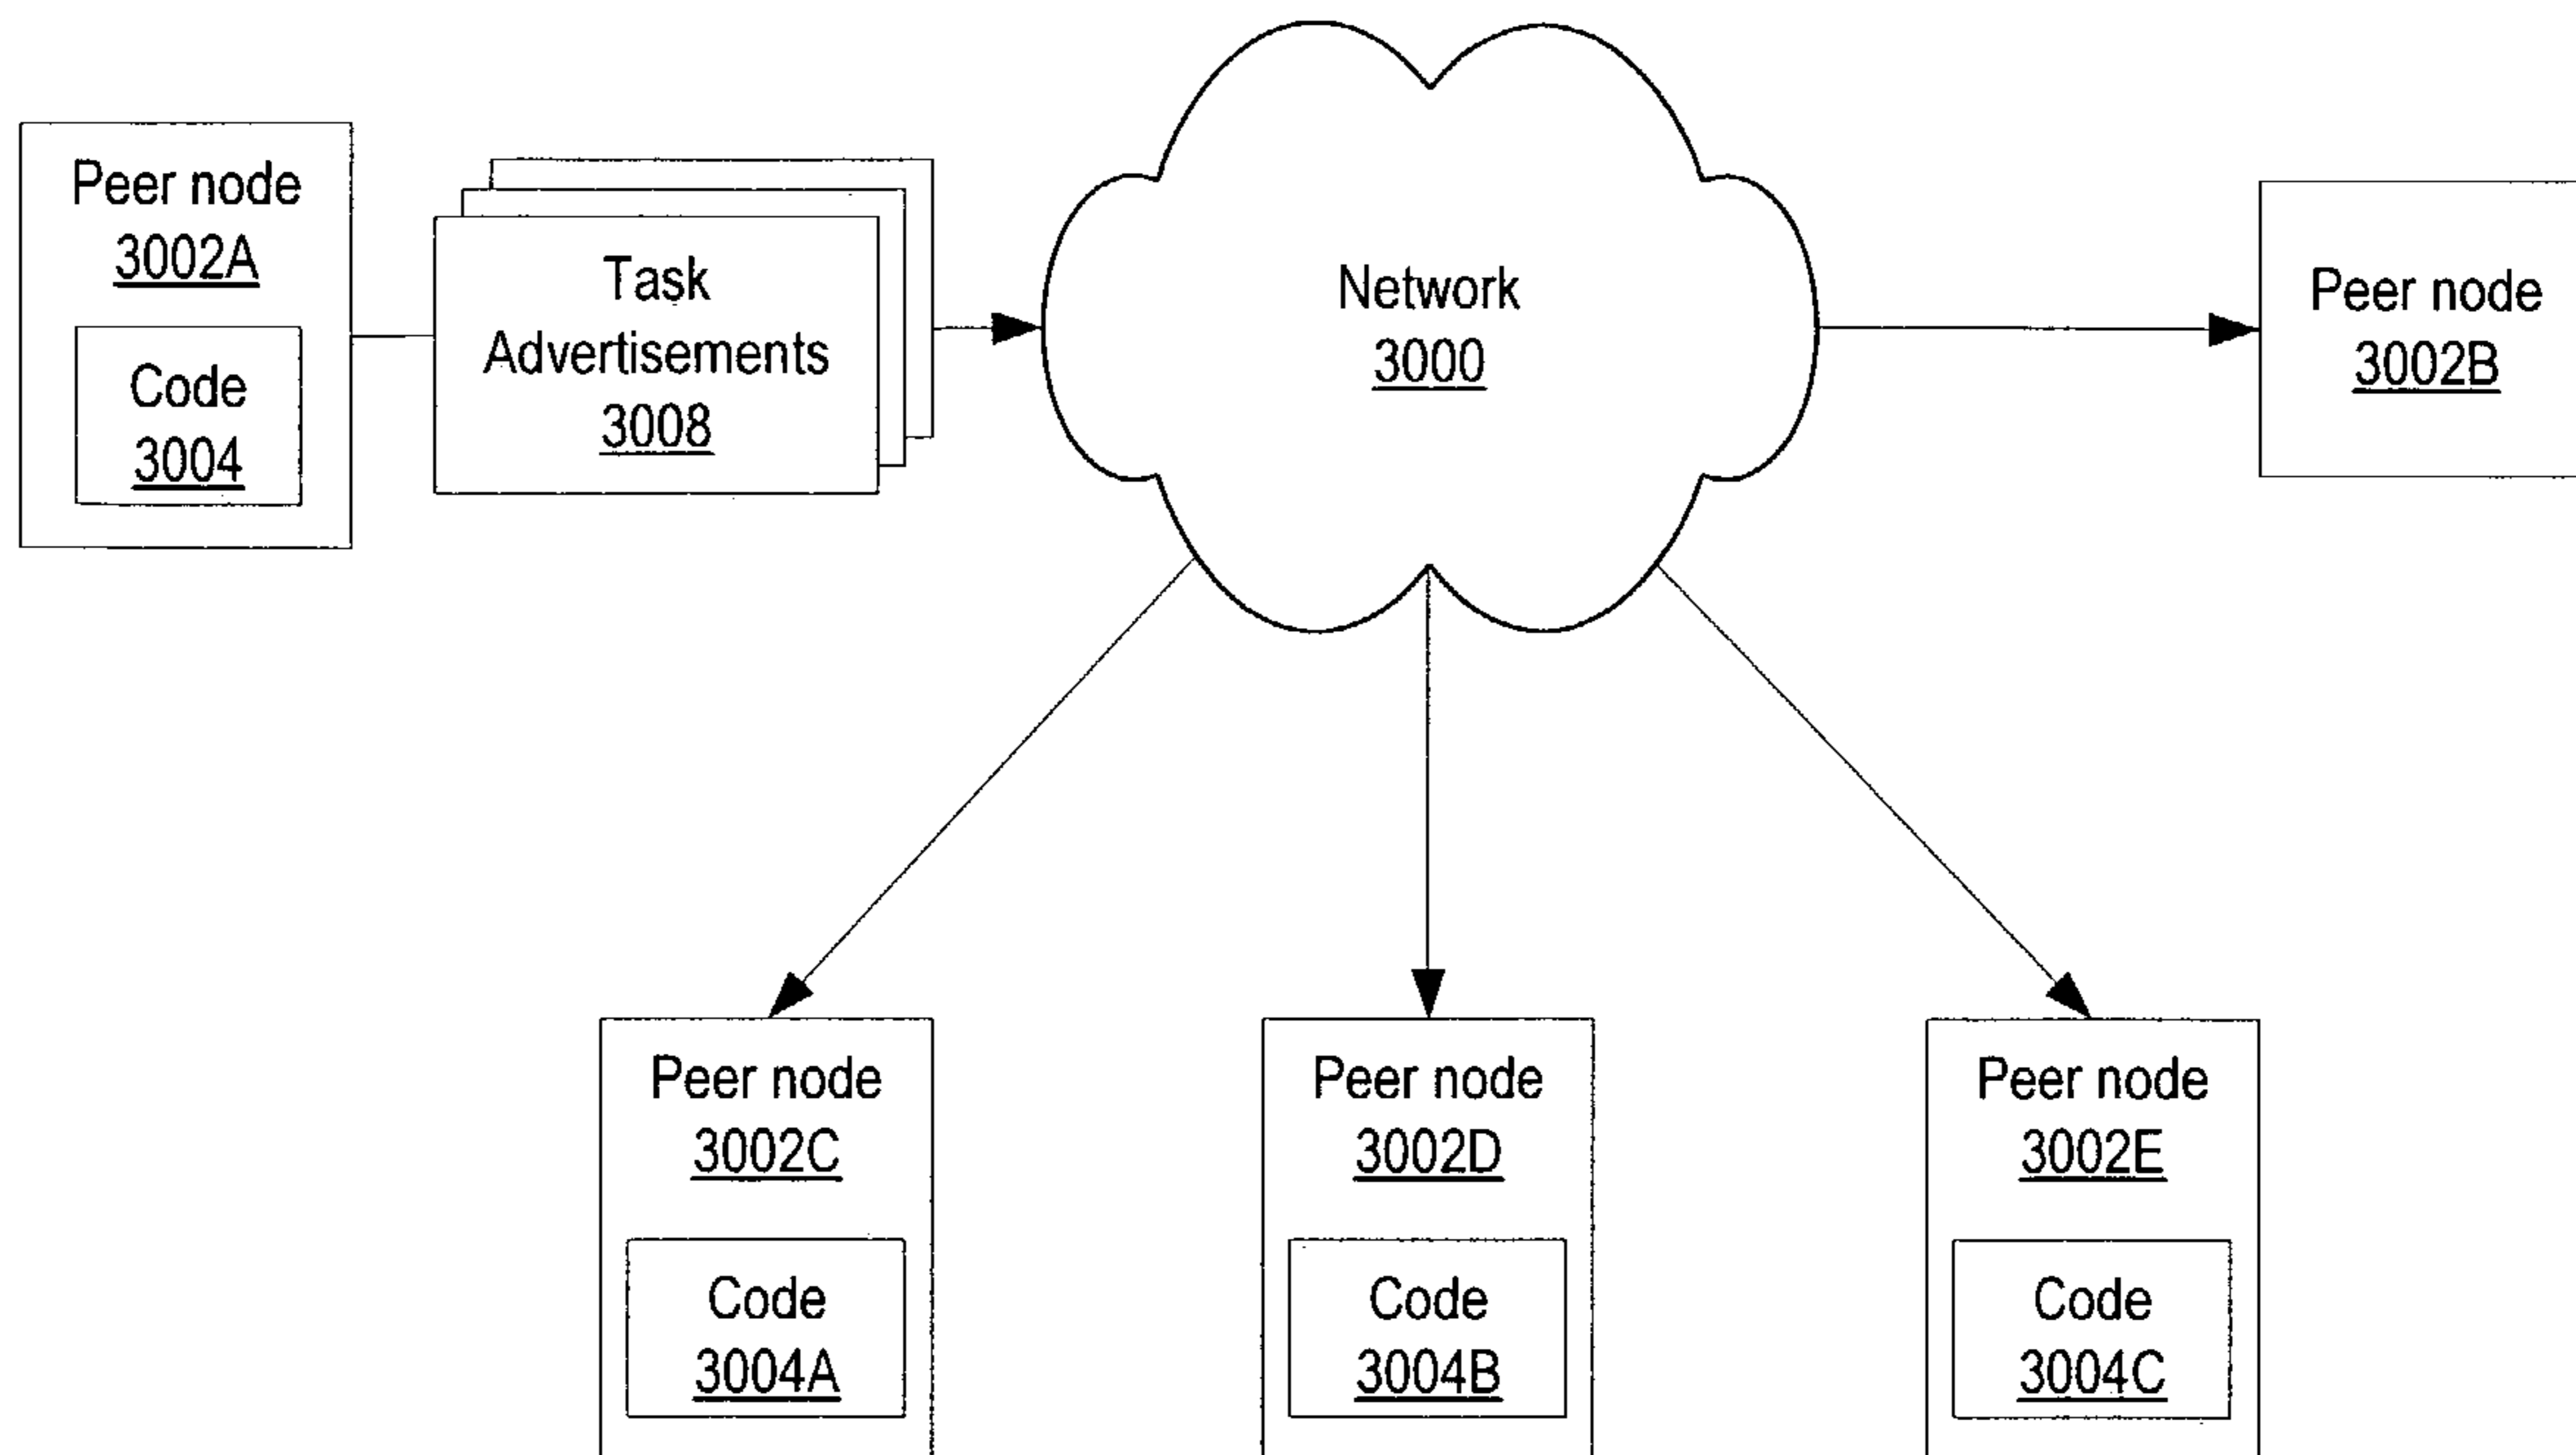 Peer node
3002A
Code
3004
Task
Advertisements
3008
Network
3000
Peer node
3002B
Peer node
3002C
Code
3004A
Peer node
3002D
Code
3004B
Peer node
3002E
Code
3004C